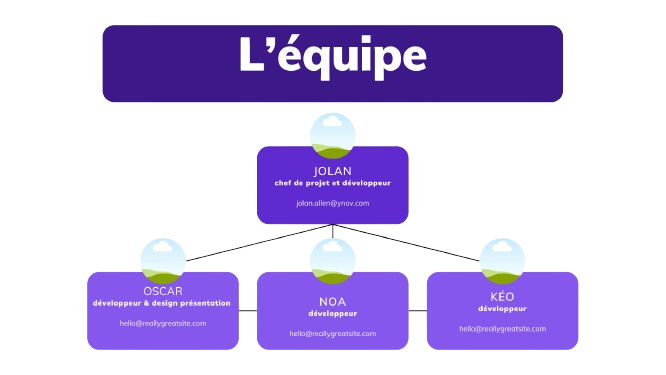 L'équipe
JOLAN
chef de projet et développeur
jolan.allen@ynov.com
OSCAR
développeur & design présentation
hello@reallygreatsite.com
NOA
développeur
hello@reallygreatsite.com
KÉO
développeur
hello@reallygreatsite.com